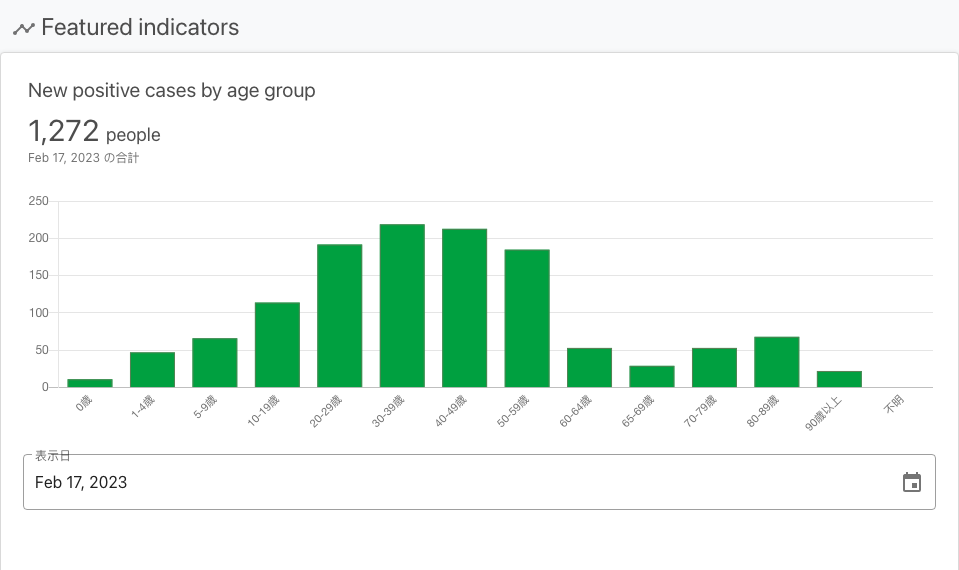 Featured indicators
New positive cases by age group
1,272 people
Feb 17, 2023 の合計
250
200
150
100
50
0
0歳
1-4歳
5-9歳
10-19歳
20-29歳
30-39歳
40-49歳
50-59歳
60-64歳
65-69歳
70-79歳
80-89歳
90歳以上
不明
表示日
Feb 17, 2023